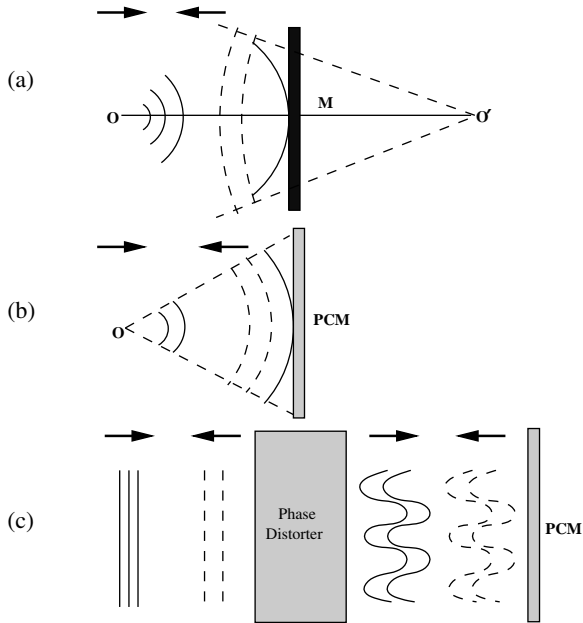 (a)
O
M
O'
(b)
O
PCM
(c)
Phase
Distorter
PCM